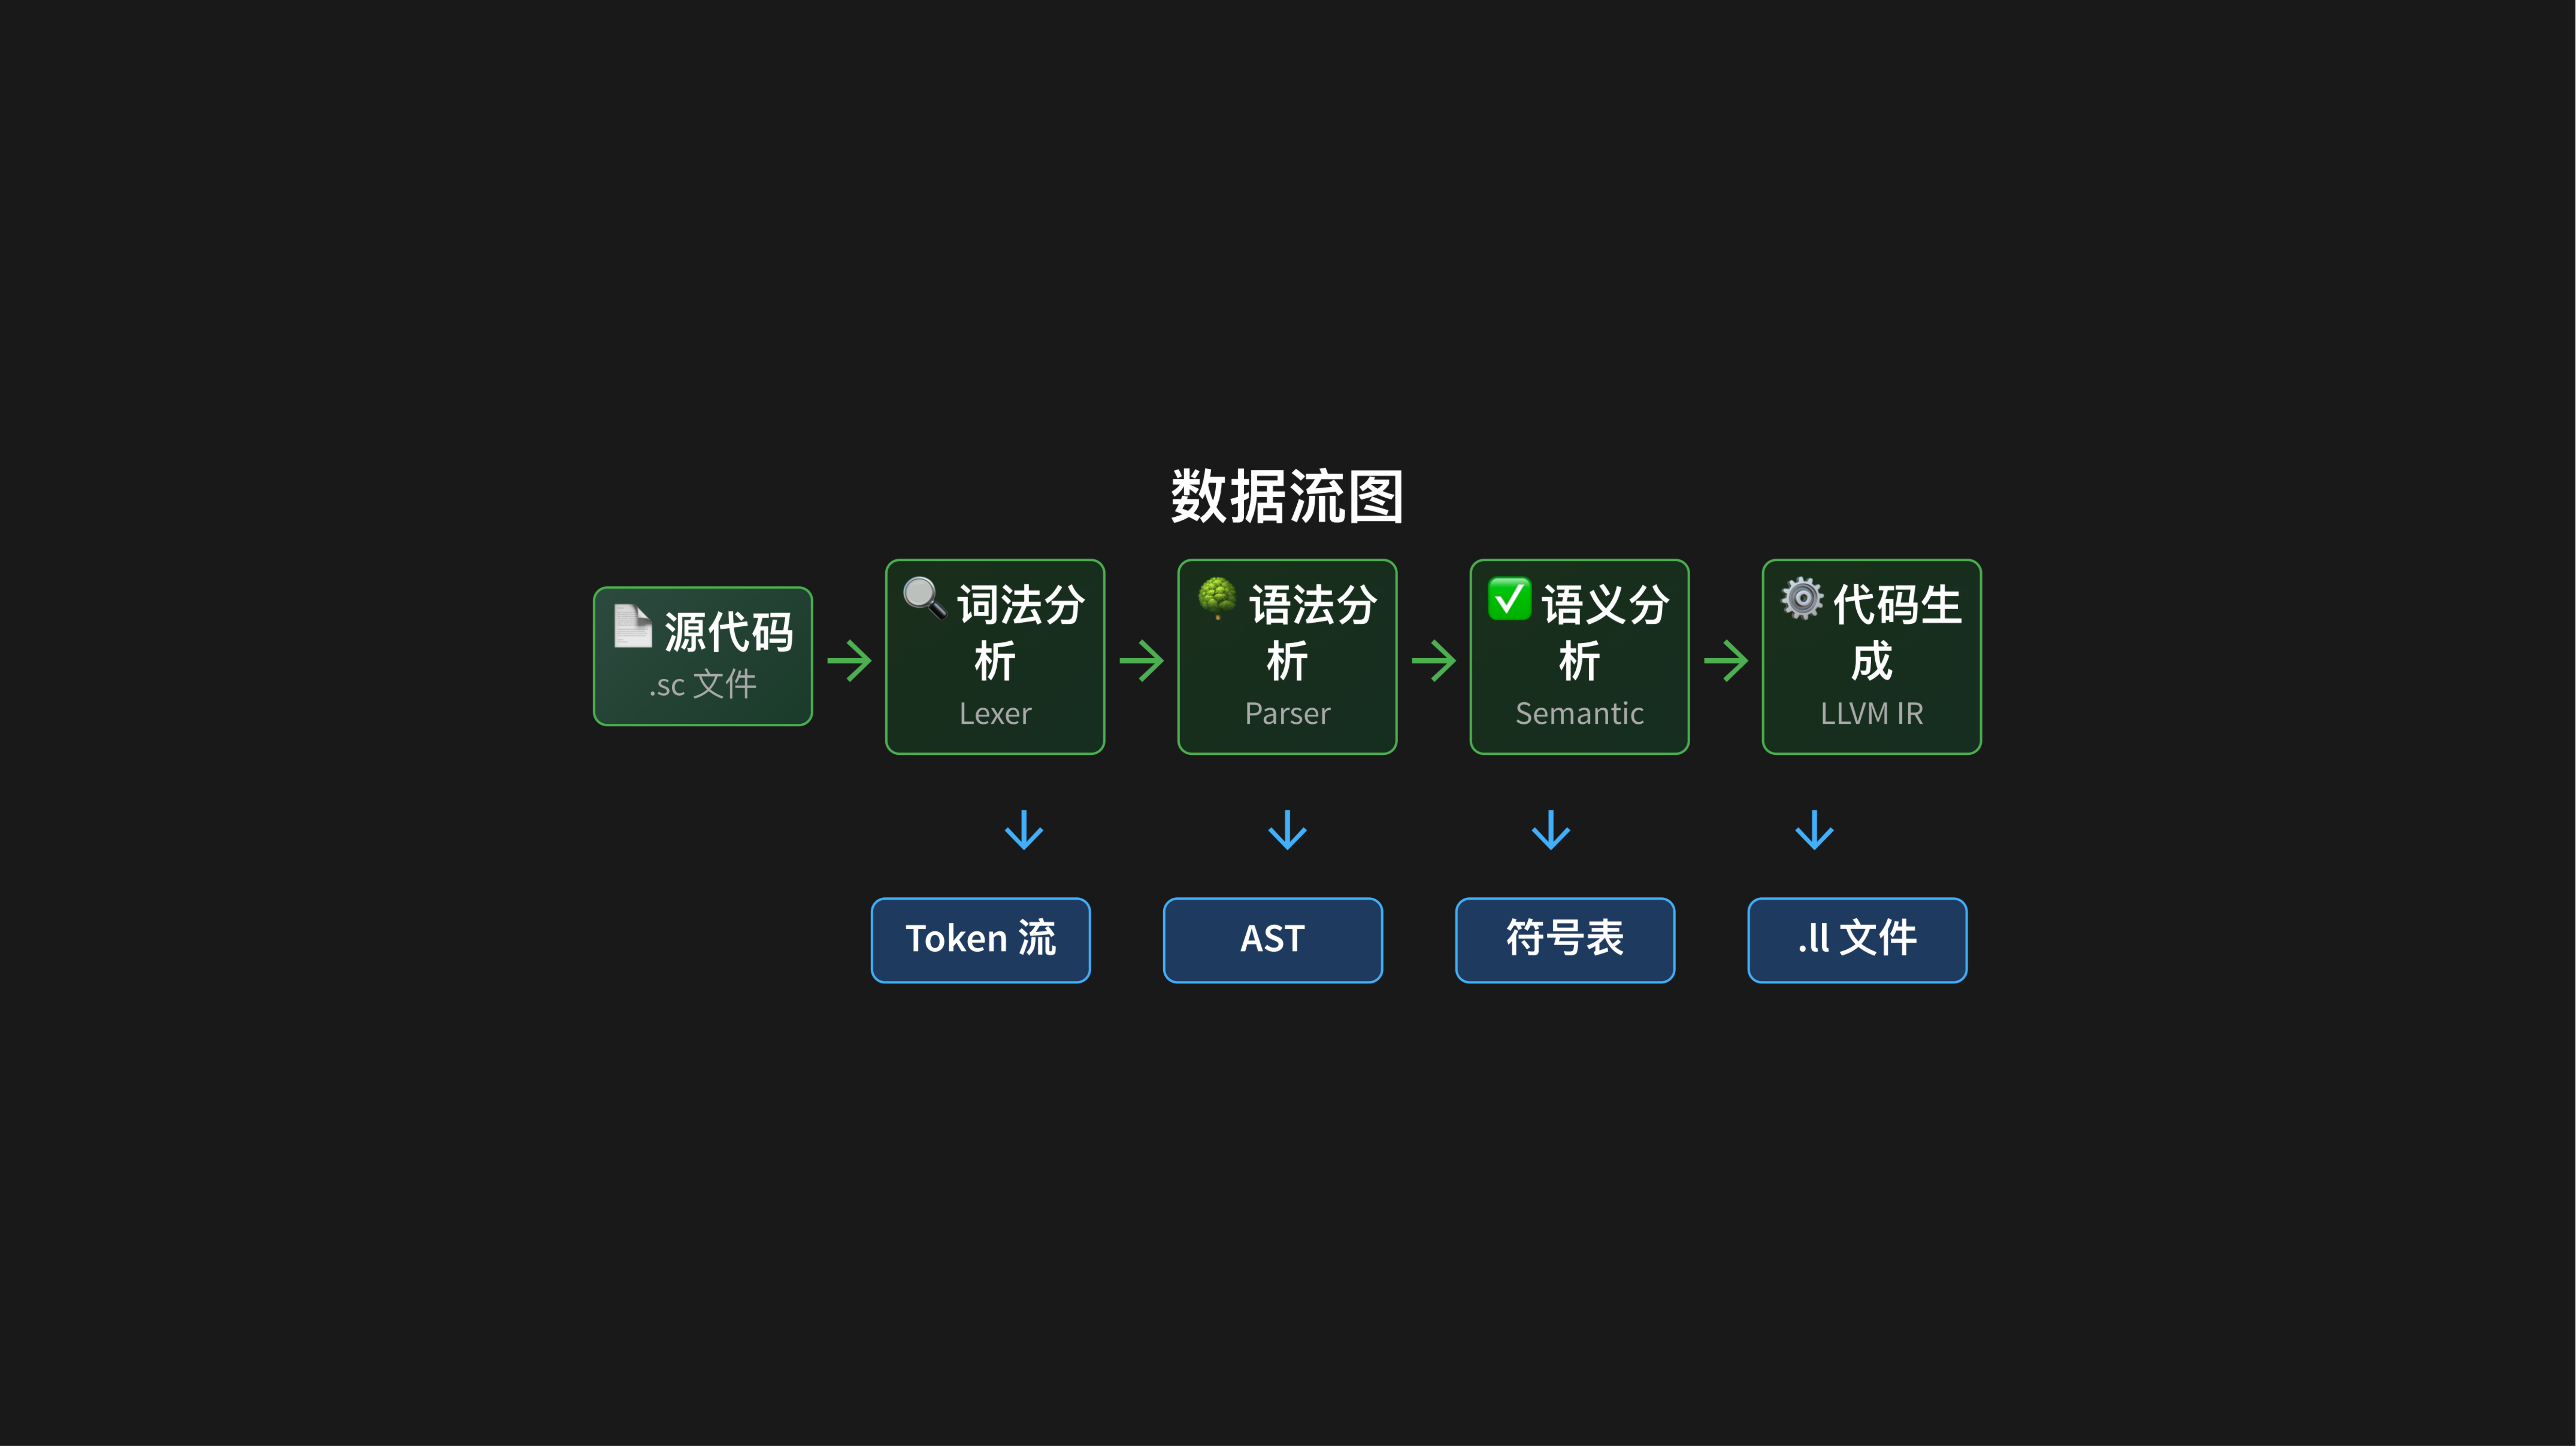 数据流图
源代码
.sc 文件
词法分
析
Lexer
语法分
析
Parser
语义分
析
Semantic
代码生
成
LLVM IR
Token 流
AST
符号表
.ll 文件